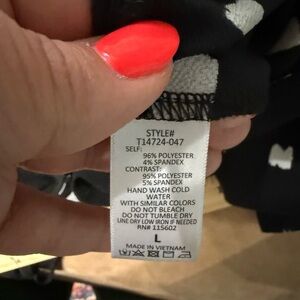 STYLE#
T14724-047
SELF:
96% POLYESTER
4% SPANDEX
CONTRAST:
95% POLYESTER
5% SPANDEX
HAND WASH COLD
WATER
WITH SIMILAR COLORS
DO NOT BLEACH
DO NOT TUMBLE DRY
LINE DRY LOW IRON IF NEEDED
RN# 115602
L
MADE IN VIETNAM